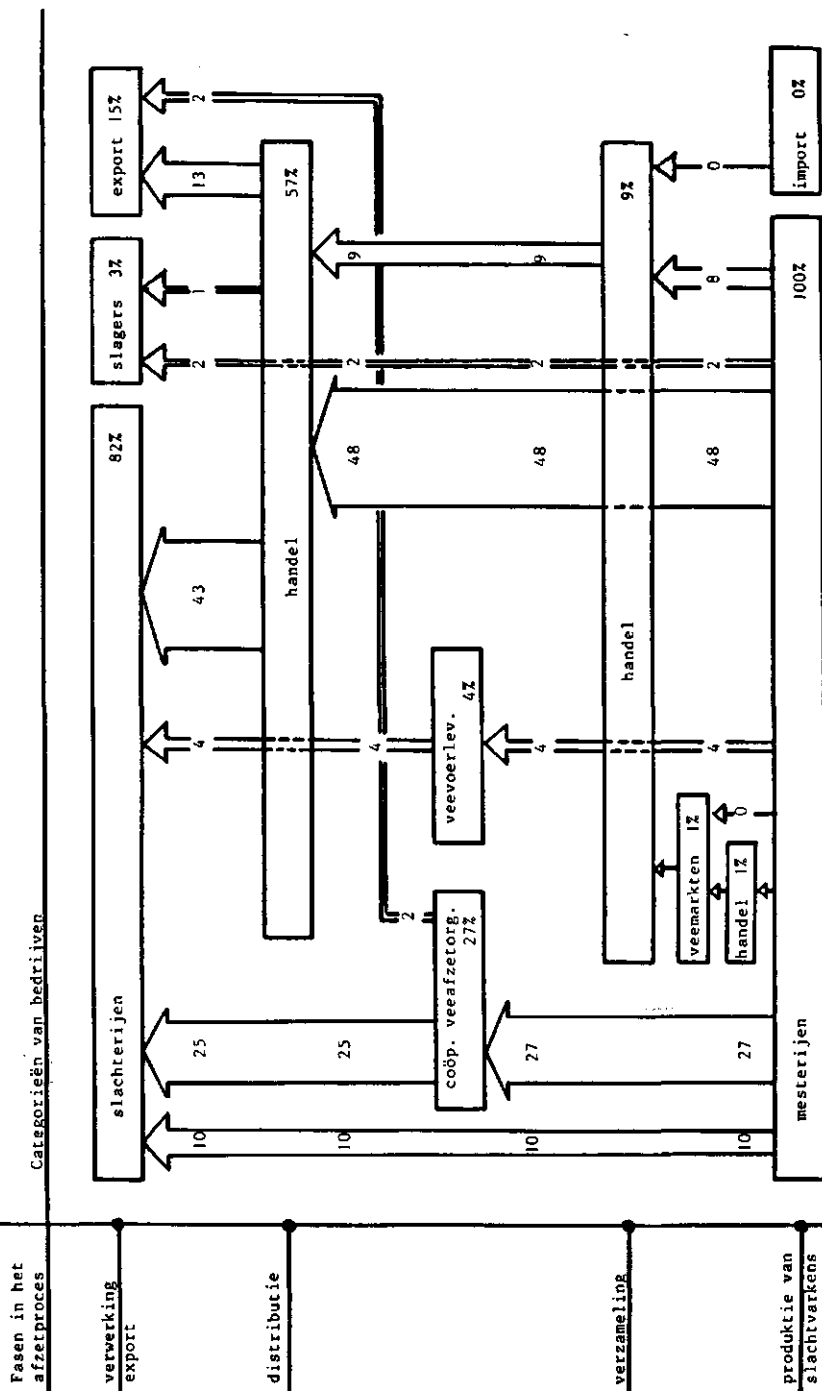 Fasen in het
afzetproces
Categorieën van bedrijven
verwerking
export
slachterijen 82%
slagers 3%
export 15%
10 25 4 43 2 1 13 2
distributie
handel 57%
10 25 2 4 48 2 9
coöp. veeafzetorg.
27%
veevoerlev.
4%
10 27 4 48 2 9
verzameling
handel 9%
veemarkten 1%
handel 1%
10 27 0 4 48 2 8 0
produktie van
slachtvarkens
mesterijen 100%
import 0%